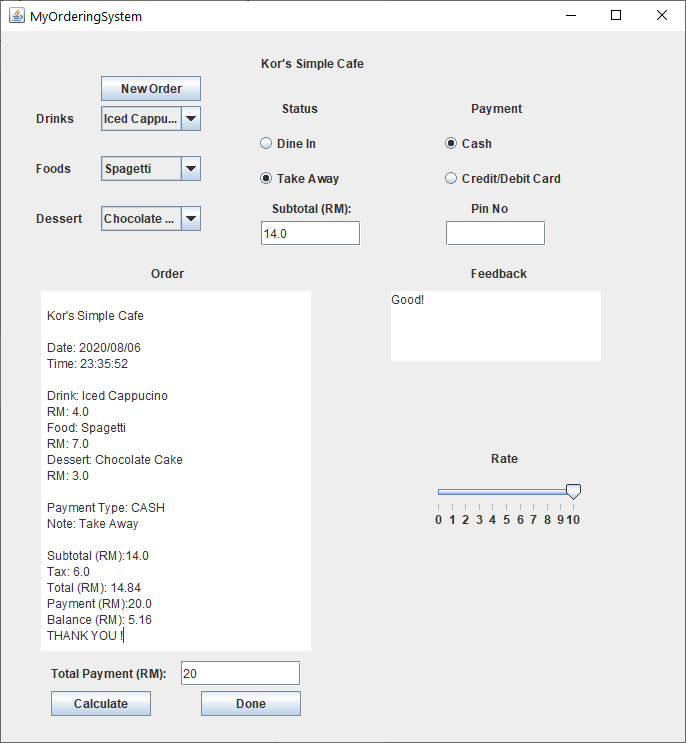 MyOrderingSystem
Kor's Simple Cafe
New Order
Status
Payment
Drinks
Iced Cappu...
Dine In
Cash
Foods
Spagetti
Take Away
Credit/Debit Card
Dessert
Chocolate ...
Subtotal (RM):
Pin No
14.0
Order
Feedback
Kor's Simple Cafe
Date: 2020/08/06
Time: 23:35:52
Drink: Iced Cappucino
RM: 4.0
Food: Spagetti
RM: 7.0
Dessert: Chocolate Cake
RM: 3.0
Payment Type: CASH
Note: Take Away
Subtotal (RM):14.0
Tax: 6.0
Total (RM): 14.84
Payment (RM):20.0
Balance (RM): 5.16
THANK YOU !
Good!
Rate
0 1 2 3 4 5 6 7 8 9 10
Total Payment (RM):
20
Calculate
Done